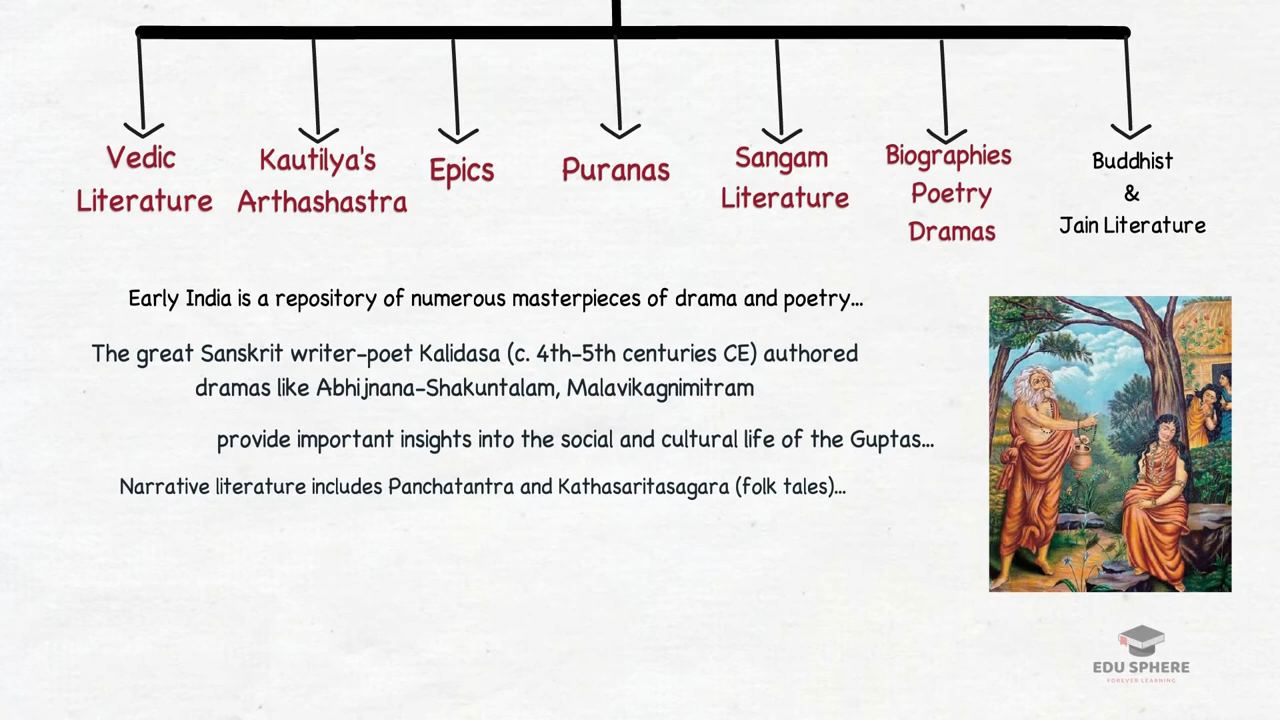 Vedic
Literature
Kautilya's
Arthashastra
Epics
Puranas
Sangam
Literature
Biographies
Poetry
Dramas
Buddhist
&
Jain Literature
Early India is a repository of numerous masterpieces of drama and poetry...
The great Sanskrit writer-poet Kalidasa (c. 4th-5th centuries CE) authored
dramas like Abhijnana-Shakuntalam, Malavikagnimitram
provide important insights into the social and cultural life of the Guptas...
Narrative literature includes Panchatantra and Kathasaritasagara (folk tales)...
EDU SPHERE
FOREVER LEARNING